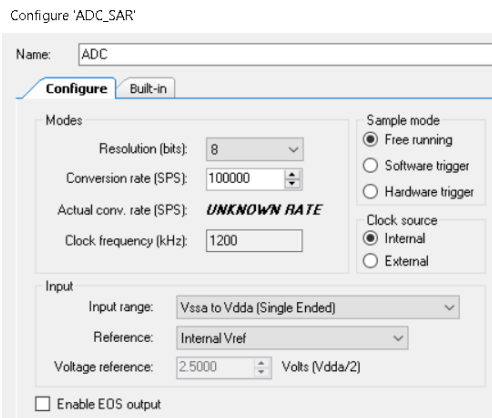 Configure 'ADC_SAR'
Name: ADC
Configure Built-in
Modes
Resolution (bits): 8
Conversion rate (SPS): 100000
Actual conv. rate (SPS): UNKNOWN RATE
Clock frequency (kHz): 1200
Sample mode
Free running
Software trigger
Hardware trigger
Clock source
Internal
External
Input
Input range: Vssa to Vdda (Single Ended)
Reference: Internal Vref
Voltage reference: 2.5000 Volts (Vdda/2)
Enable EOS output